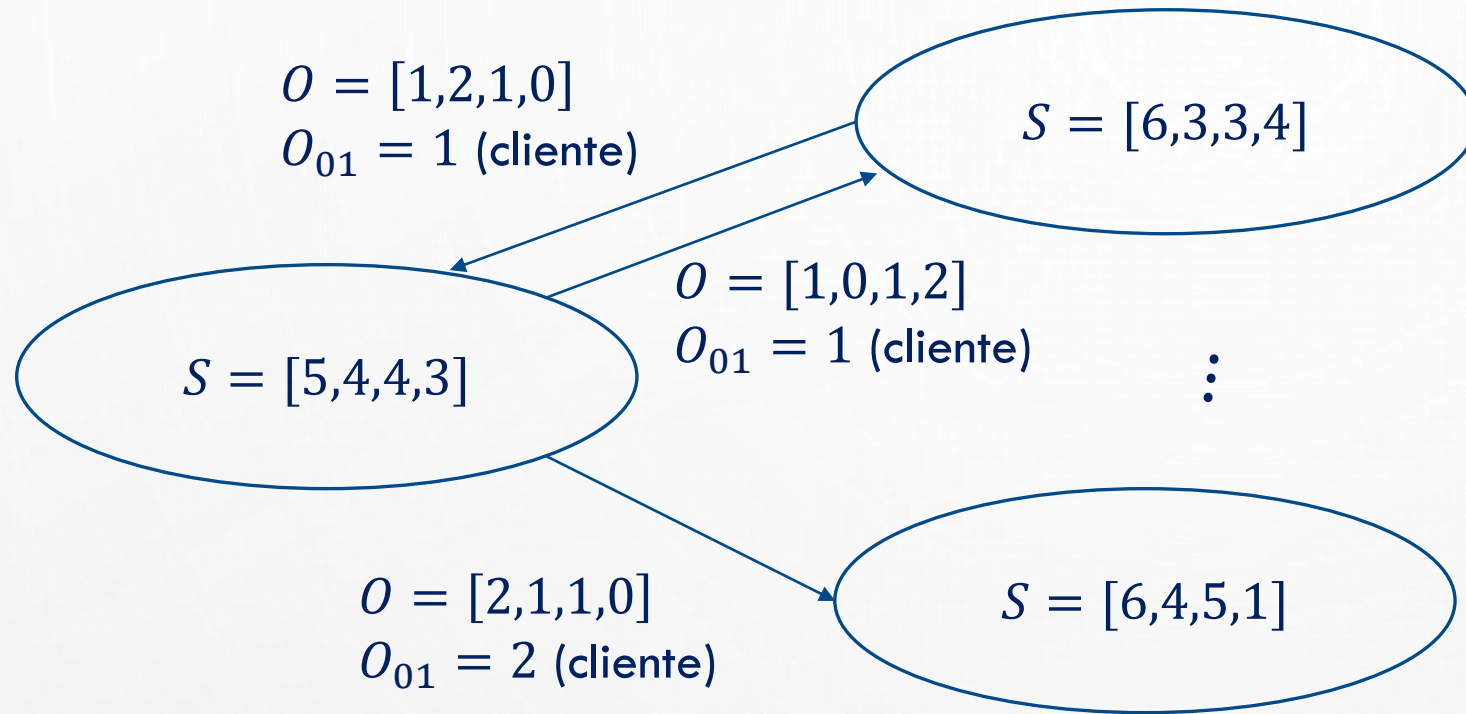 O = [1,2,1,0]
O₀₁ = 1 (cliente)
S = [6,3,3,4]
O = [1,0,1,2]
O₀₁ = 1 (cliente)
S = [5,4,4,3]
⋮
O = [2,1,1,0]
O₀₁ = 2 (cliente)
S = [6,4,5,1]